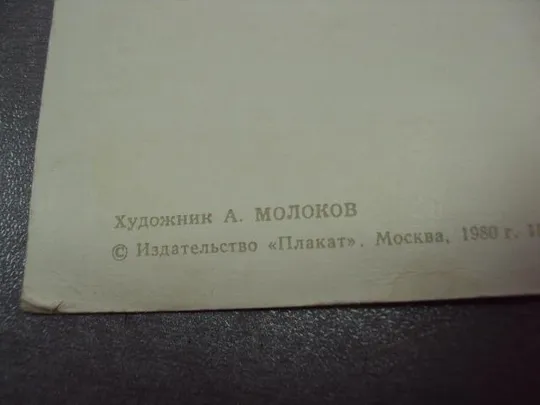 Художник А. МОЛОКОВ
© Издательство «Плакат». Москва, 1980 г.